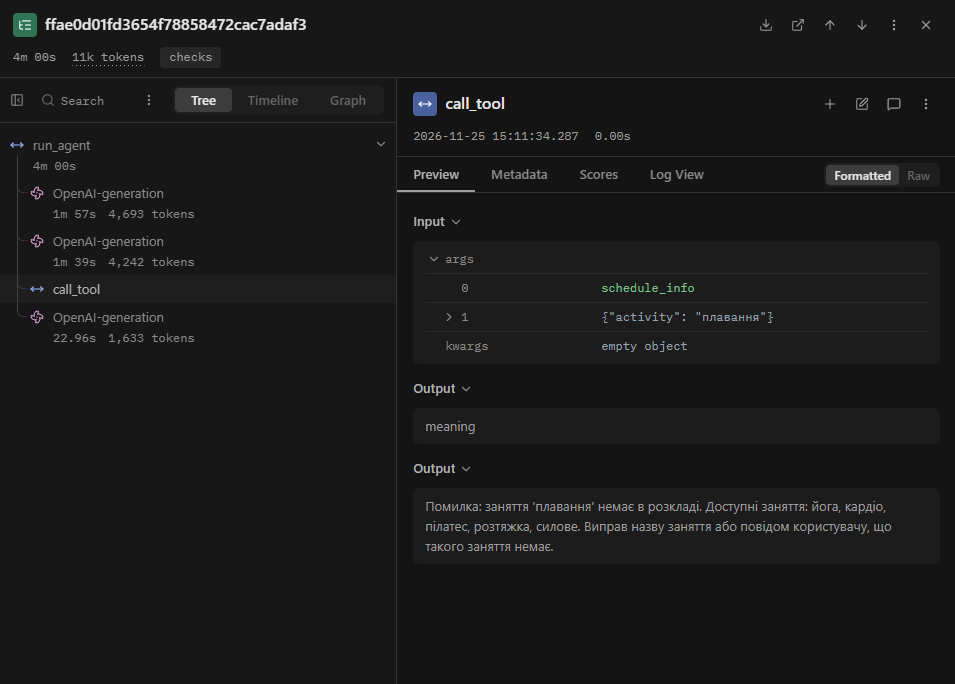 ffae0d01fd3654f78858472cac7adaf3
4m 00s 11k tokens checks
Search
Tree Timeline Graph
run_agent
4m 00s
OpenAI-generation
1m 57s 4,693 tokens
OpenAI-generation
1m 39s 4,242 tokens
call_tool
OpenAI-generation
22.96s 1,633 tokens
call_tool
2026-11-25 15:11:34.287 0.00s
Preview Metadata Scores Log View
Formatted Raw
Input
args
0 schedule_info
1 {"activity": "плавання"}
kwargs empty object
Output
meaning
Output
Помилка: заняття 'плавання' немає в розкладі. Доступні заняття: йога, кардіо,
пілатес, розтяжка, силове. Виправ назву заняття або повідом користувачу, що
такого заняття немає.